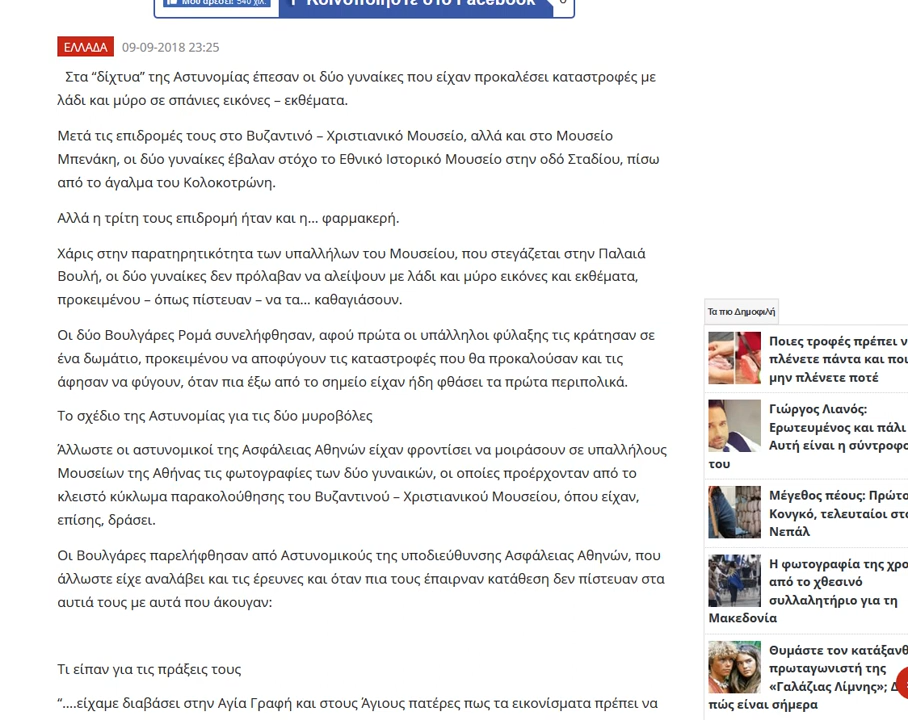 Μου αρέσει! 540 χιλ.
Κοινοποιήστε στο Facebook
0
ΕΛΛΑΔΑ 09-09-2018 23:25
Στα “δίχτυα” της Αστυνομίας έπεσαν οι δύο γυναίκες που είχαν προκαλέσει καταστροφές με
λάδι και μύρο σε σπάνιες εικόνες – εκθέματα.
Μετά τις επιδρομές τους στο Βυζαντινό – Χριστιανικό Μουσείο, αλλά και στο Μουσείο
Μπενάκη, οι δύο γυναίκες έβαλαν στόχο το Εθνικό Ιστορικό Μουσείο στην οδό Σταδίου, πίσω
από το άγαλμα του Κολοκοτρώνη.
Αλλά η τρίτη τους επιδρομή ήταν και η... φαρμακερή.
Χάρις στην παρατηρητικότητα των υπαλλήλων του Μουσείου, που στεγάζεται στην Παλαιά
Βουλή, οι δύο γυναίκες δεν πρόλαβαν να αλείψουν με λάδι και μύρο εικόνες και εκθέματα,
προκειμένου – όπως πίστευαν – να τα... καθαγιάσουν.
Οι δύο Βουλγάρες Ρομά συνελήφθησαν, αφού πρώτα οι υπάλληλοι φύλαξης τις κράτησαν σε
ένα δωμάτιο, προκειμένου να αποφύγουν τις καταστροφές που θα προκαλούσαν και τις
άφησαν να φύγουν, όταν πια έξω από το σημείο είχαν ήδη φθάσει τα πρώτα περιπολικά.
Το σχέδιο της Αστυνομίας για τις δύο μυροβόλες
Άλλωστε οι αστυνομικοί της Ασφάλειας Αθηνών είχαν φροντίσει να μοιράσουν σε υπαλλήλους
Μουσείων της Αθήνας τις φωτογραφίες των δύο γυναικών, οι οποίες προέρχονταν από το
κλειστό κύκλωμα παρακολούθησης του Βυζαντινού – Χριστιανικού Μουσείου, όπου είχαν,
επίσης, δράσει.
Οι Βουλγάρες παρελήφθησαν από Αστυνομικούς της υποδιεύθυνσης Ασφάλειας Αθηνών, που
άλλωστε είχε αναλάβει και τις έρευνες και όταν πια τους έπαιρναν κατάθεση δεν πίστευαν στα
αυτιά τους με αυτά που άκουγαν:
Τι είπαν για τις πράξεις τους
“....είχαμε διαβάσει στην Αγία Γραφή και στους Άγιους πατέρες πως τα εικονίσματα πρέπει να
Τα πιο Δημοφιλή
Ποιες τροφές πρέπει ν
πλένετε πάντα και ποι
μην πλένετε ποτέ
Γιώργος Λιανός:
Ερωτευμένος και πάλι
Αυτή είναι η σύντροφο
του
Μέγεθος πέους: Πρώτο
Κονγκό, τελευταίοι στο
Νεπάλ
Η φωτογραφία της χρο
από το χθεσινό
συλλαλητήριο για τη
Μακεδονία
Θυμάστε τον κατάξανθ
πρωταγωνιστή της
«Γαλάζιας Λίμνης»;
πώς είναι σήμερα